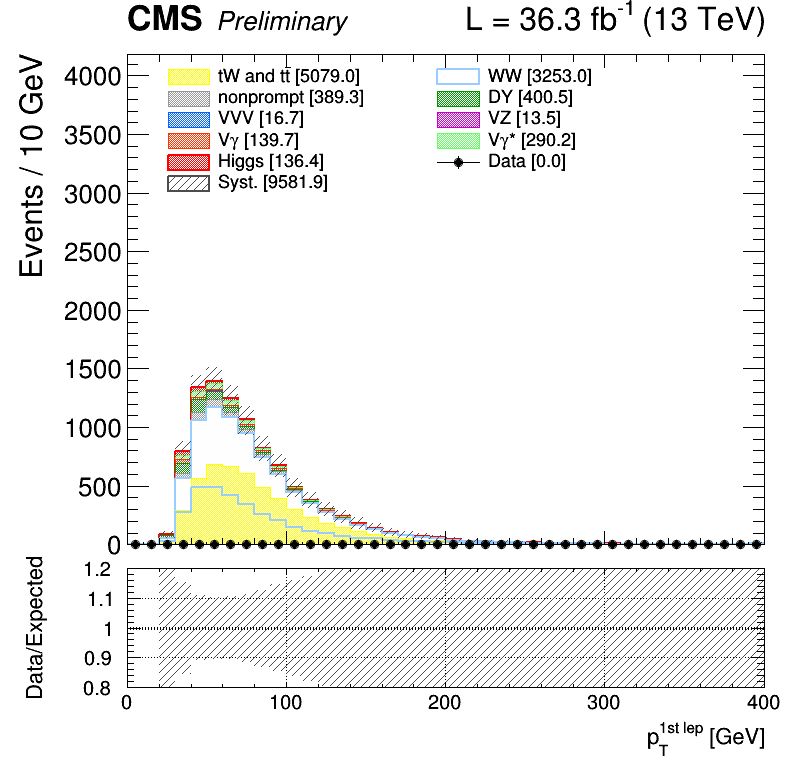 CMS Preliminary L = 36.3 fb⁻¹ (13 TeV)
Events / 10 GeV
4000
3500
3000
2500
2000
1500
1000
500
0
tW and tt̄ [5079.0]
nonprompt [389.3]
VVV [16.7]
Vγ [139.7]
Higgs [136.4]
Syst. [9581.9]
WW [3253.0]
DY [400.5]
VZ [13.5]
Vγ* [290.2]
Data [0.0]
Data/Expected
1.2
1.1
1
0.9
0.8
0 100 200 300 400
p_T^{1st lep} [GeV]